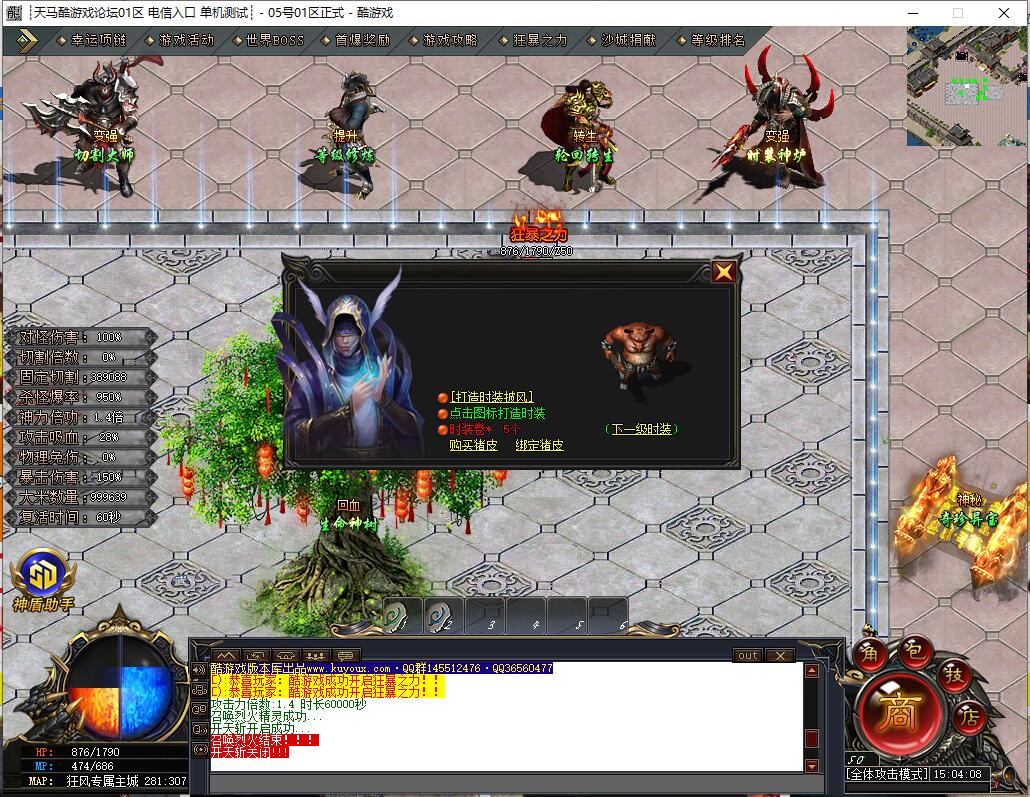 天马酷游戏论坛01区 电信入口 单机测试 - 05号01区正式 - 酷游戏
幸运项链 游戏活动 世界BOSS 首爆奖励 游戏攻略 狂暴之力 沙城捐献 等级排名
变强
切割大师
提升
等级修炼
转生
轮回转生
变强
时装神炉
狂暴之力
876/1790/Z50
对怪伤害: 100%
切割倍数: 0%
固定切割: 389088
杀怪爆率: 950%
神力倍功: 1.4倍
攻击吸血: 28%
物理免伤: 0%
暴击伤害: 150%
大米数量: 999639
复活时间: 60秒
[打造时装披风]
点击图标打造时装
时装卷* 5个
购买猪皮 绑定猪皮
(下一级时装)
回血
生命神树
神秘
奇珍异宝
神盾助手
1 2 3 4 5 6
out
酷游戏版本库出品www.kuyoux.com·QQ群145512476·QQ36560477
D:恭喜玩家: 酷游戏成功开启狂暴之力!!
D:恭喜玩家: 酷游戏成功开启狂暴之力!!
攻击力倍数:1.4 时长60000秒
召唤烈火精灵成功...
开天斩开启成功...
召唤烈火结束!!!!
开天斩关闭!!!
角 包 技 店 商
HP: 876/1790
MP: 474/686
MAP: 狂风专属主城 281:307
50
[全体攻击模式] 15:04:08